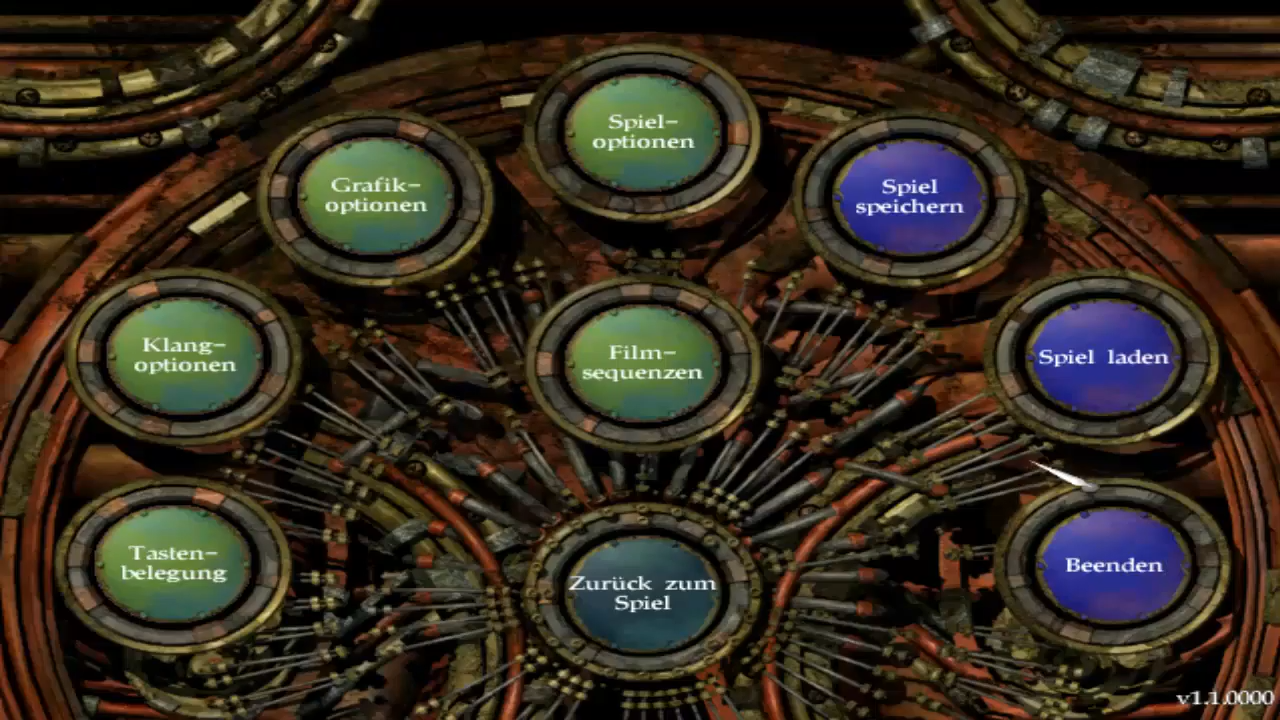 Spiel-
optionen
Grafik-
optionen
Spiel
speichern
Klang-
optionen
Film-
sequenzen
Spiel laden
Tasten-
belegung
Zurück zum
Spiel
Beenden
v1.1.0000